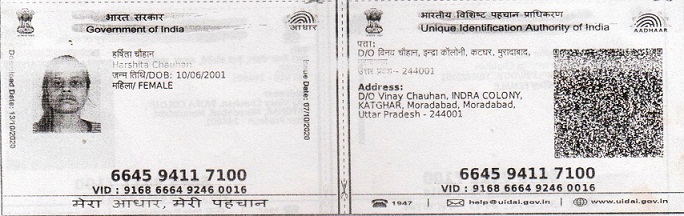 भारत सरकार
Government of India
आधार
हर्षिता चौहान
Harshita Chauhan
जन्म तिथि/DOB: 10/06/2001
महिला/ FEMALE
Download Date: 13/10/2020
Issue Date: 07/10/2020
6645 9411 7100
VID : 9168 6664 9246 0016
मेरा आधार, मेरी पहचान
भारतीय विशिष्ट पहचान प्राधिकरण
Unique Identification Authority of India
AADHAAR
पता:
D/O विनय चौहान, इन्द्रा कॉलोनी, कटघर, मुरादाबाद,
उत्तर प्रदेश - 244001
Address:
D/O Vinay Chauhan, INDRA COLONY,
KATGHAR, Moradabad, Moradabad,
Uttar Pradesh - 244001
6645 9411 7100
VID : 9168 6664 9246 0016
1947
help@uidai.gov.in
www.uidai.gov.in